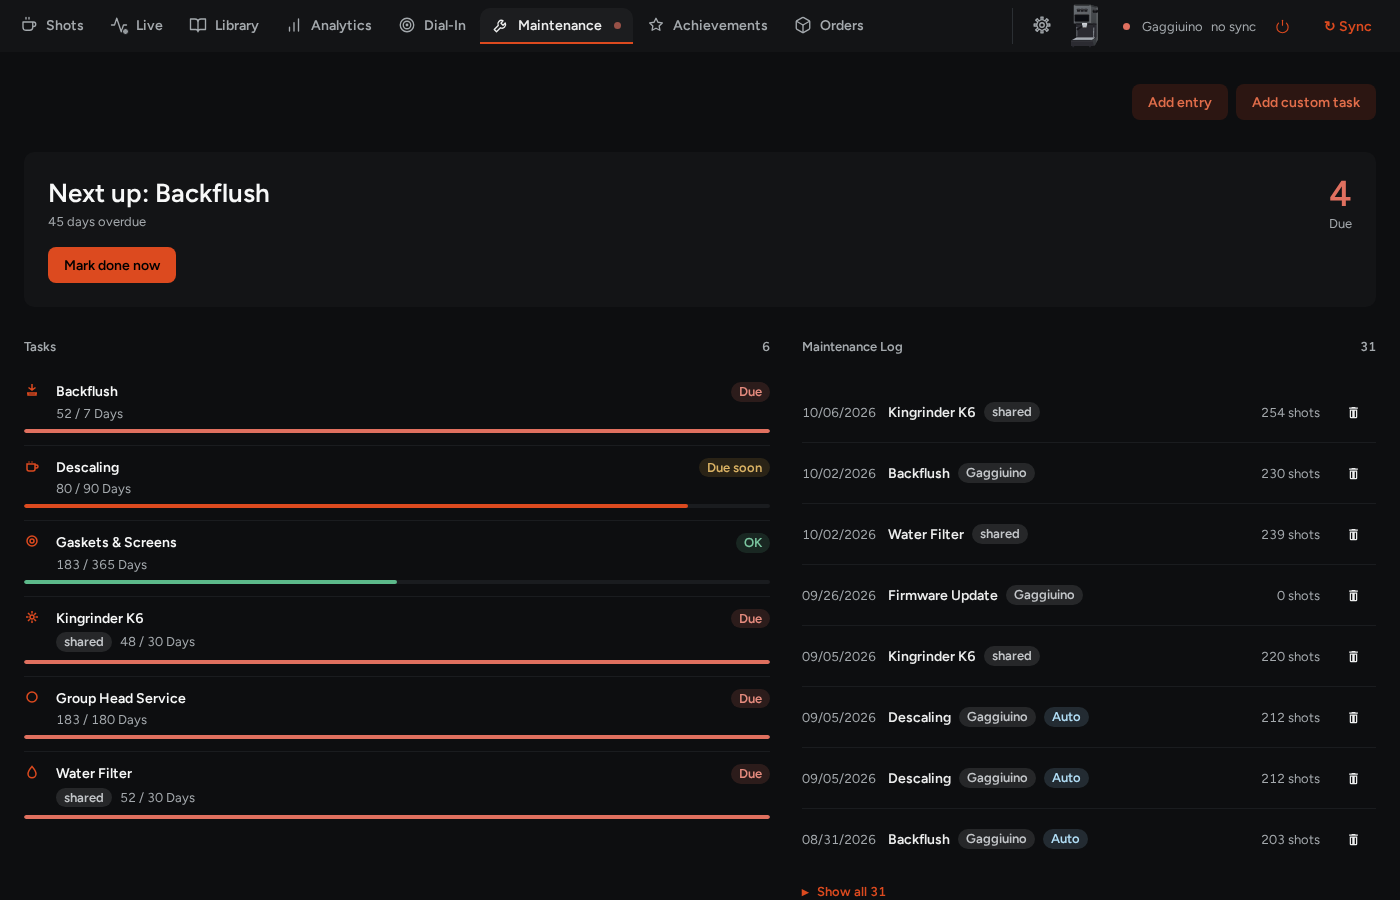 Shots Live Library Analytics Dial-In Maintenance Achievements Orders Gaggiuino no sync Sync
Add entry Add custom task
Next up: Backflush
45 days overdue
Mark done now
4
Due
Tasks 6
Backflush Due
52 / 7 Days
Descaling Due soon
80 / 90 Days
Gaskets & Screens OK
183 / 365 Days
Kingrinder K6 Due
shared 48 / 30 Days
Group Head Service Due
183 / 180 Days
Water Filter Due
shared 52 / 30 Days
Maintenance Log 31
10/06/2026 Kingrinder K6 shared 254 shots
10/02/2026 Backflush Gaggiuino 230 shots
10/02/2026 Water Filter shared 239 shots
09/26/2026 Firmware Update Gaggiuino 0 shots
09/05/2026 Kingrinder K6 shared 220 shots
09/05/2026 Descaling Gaggiuino Auto 212 shots
09/05/2026 Descaling Gaggiuino Auto 212 shots
08/31/2026 Backflush Gaggiuino Auto 203 shots
Show all 31